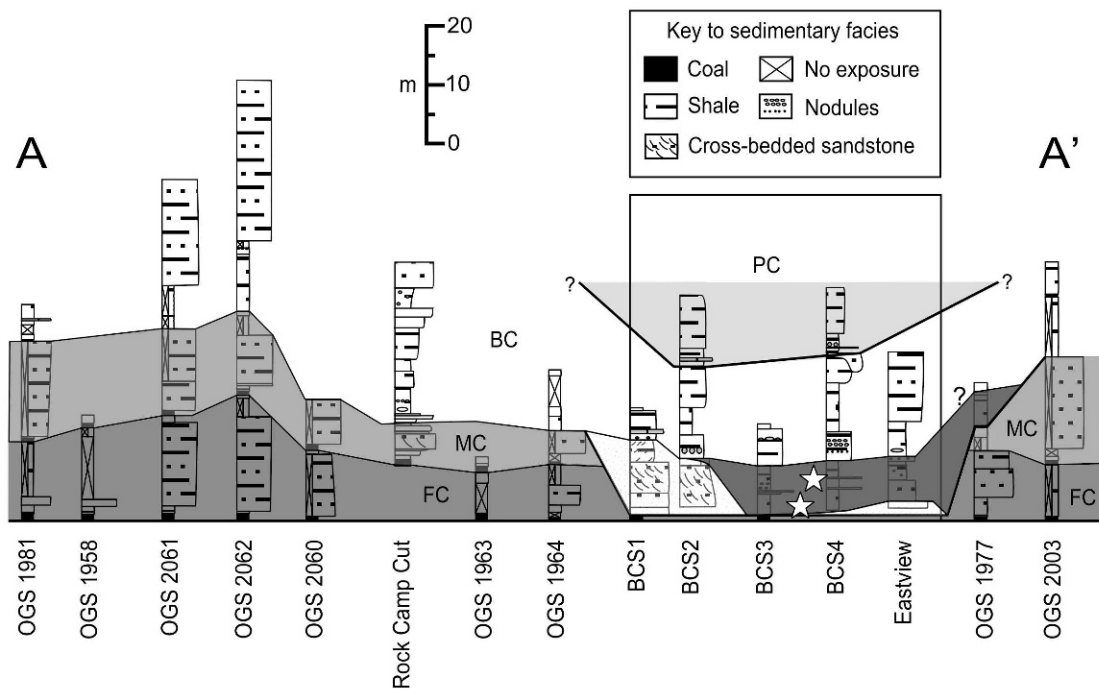 20
10
0
m
Key to sedimentary facies
Coal
No exposure
Shale
Nodules
Cross-bedded sandstone
A
A’
PC
?
?
BC
?
MC
MC
FC
FC
OGS 1981
OGS 1958
OGS 2061
OGS 2062
OGS 2060
Rock Camp Cut
OGS 1963
OGS 1964
BCS1
BCS2
BCS3
BCS4
Eastview
OGS 1977
OGS 2003